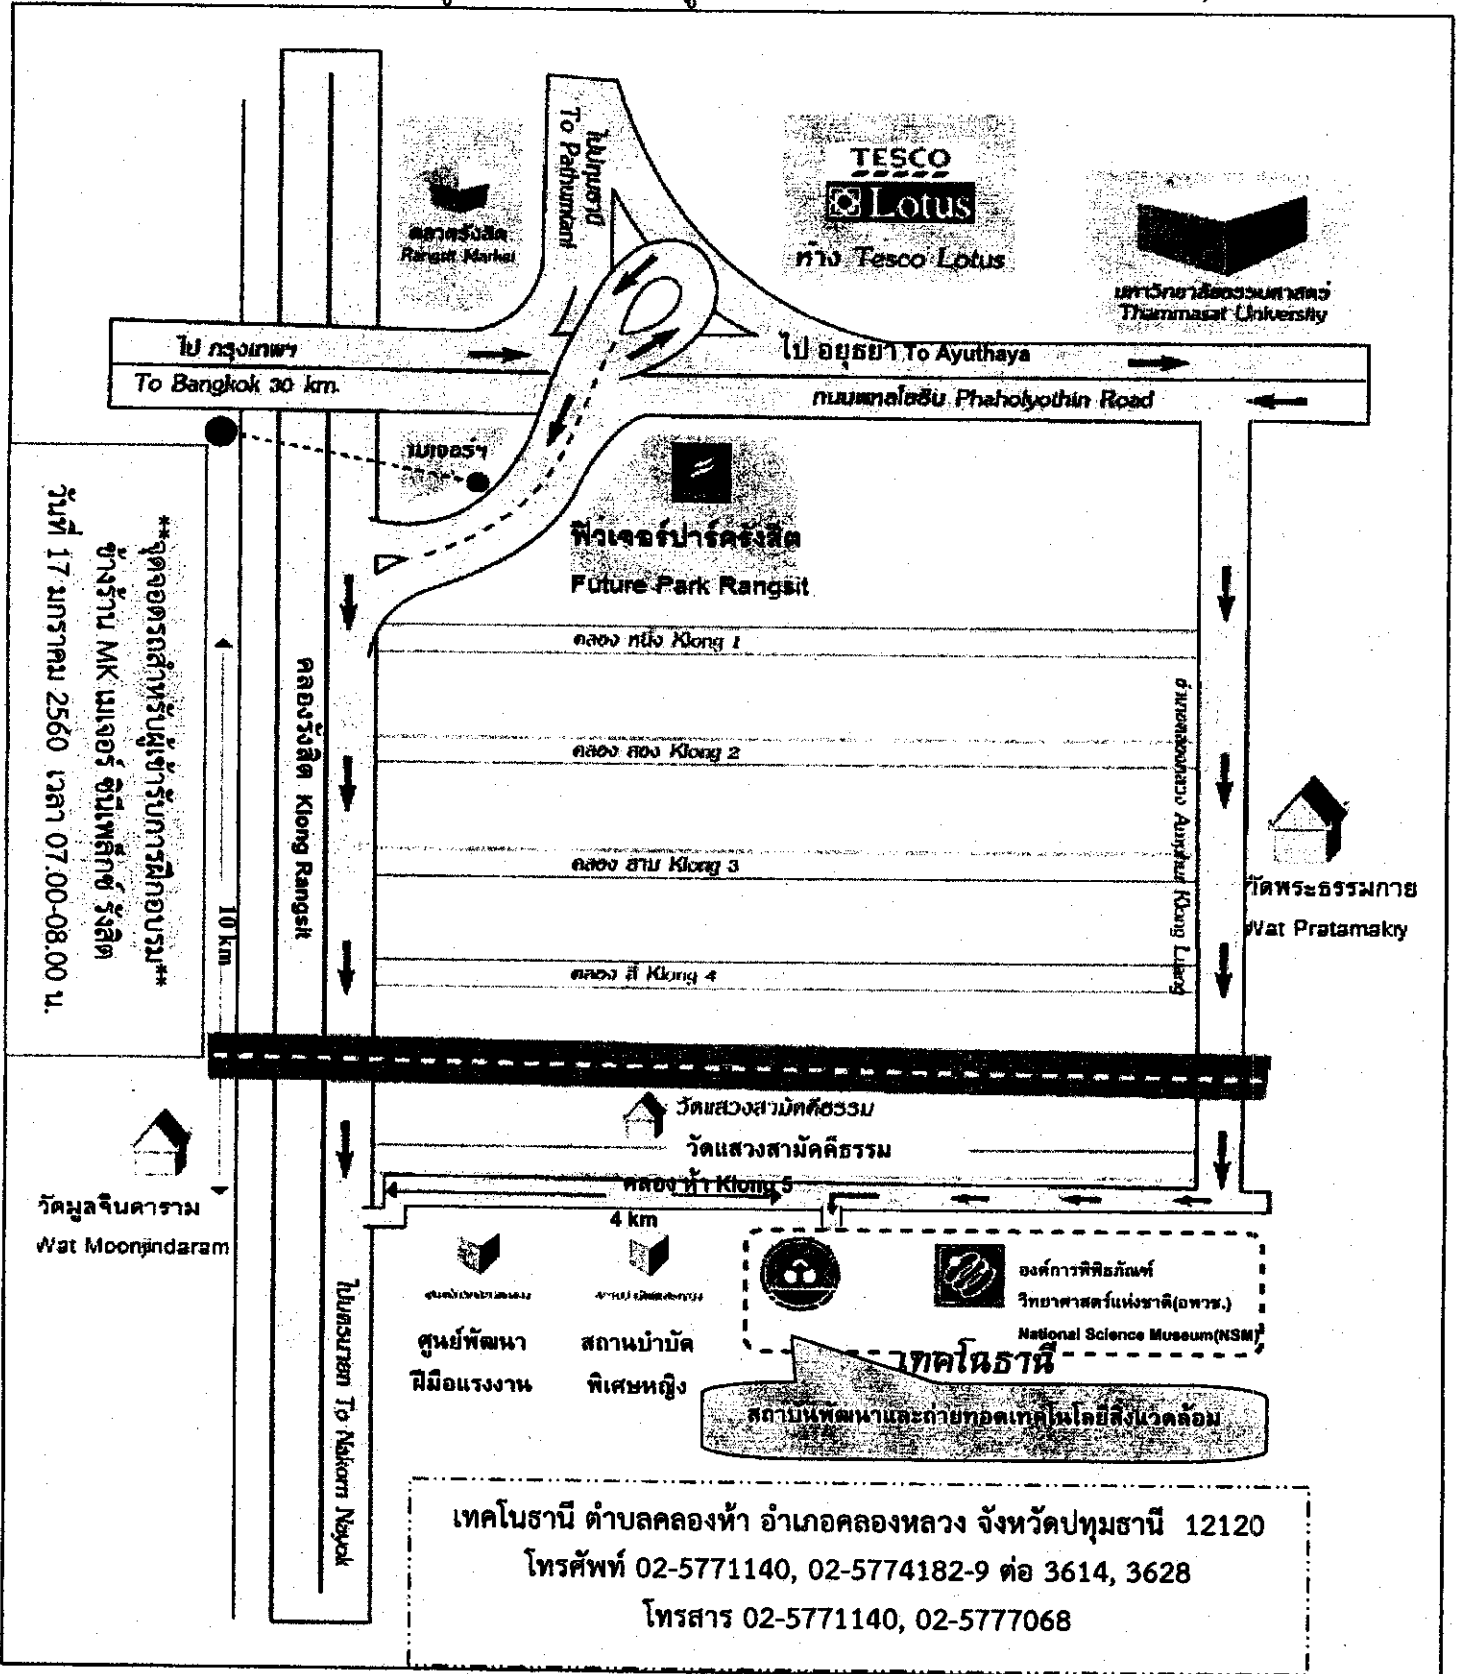 ไปปทุมธานี
To Pathumtani
ตลาดรังสิต
Rangsit Market
TESCO
Lotus
ห้าง Tesco Lotus
มหาวิทยาลัยธรรมศาสตร์
Thammasat University
ไป กรุงเทพฯ
To Bangkok 30 km.
ไป อยุธยา To Ayuthaya
ถนนพหลโยธิน Phaholyothin Road
เมเจอร์ฯ
ฟิวเจอร์ปาร์ครังสิต
Future Park Rangsit
**จุดจอดรถสำหรับผู้เข้ารับการฝึกอบรม**
ข้างร้าน MK เมเจอร์ ซีนีเพล็กซ์ รังสิต
วันที่ 17 มกราคม 2560 เวลา 07.00-08.00 น.
10 km
คลองรังสิต Klong Rangsit
คลอง หนึ่ง Klong 1
คลอง สอง Klong 2
คลอง สาม Klong 3
คลอง สี่ Klong 4
อำเภอคลองหลวง Klong Luang
วัดพระธรรมกาย
Wat Pratamaky
วัดแสวงสามัคคีธรรม
วัดแสวงสามัคคีธรรม
คลอง ห้า Klong 5
4 km
วัดมูลจินดาราม
Wat Moonjindaram
ไปนครนายก To Nakorn Nayok
ศูนย์พัฒนา
ฝีมือแรงงาน
สถานบำบัด
พิเศษหญิง
องค์การพิพิธภัณฑ์
วิทยาศาสตร์แห่งชาติ(อพวช.)
National Science Museum(NSM)
เทคโนธานี
สถาบันพัฒนาและถ่ายทอดเทคโนโลยีสิ่งแวดล้อม
เทคโนธานี ตำบลคลองห้า อำเภอคลองหลวง จังหวัดปทุมธานี 12120
โทรศัพท์ 02-5771140, 02-5774182-9 ต่อ 3614, 3628
โทรสาร 02-5771140, 02-5777068